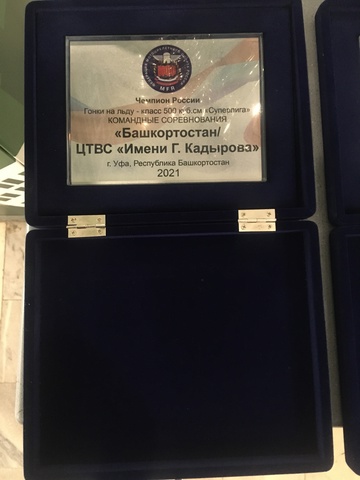 MFR
Чемпион России
Гонки на льду - класс 500 куб.см «Суперлига»
КОМАНДНЫЕ СОРЕВНОВАНИЯ
«Башкортостан/
ЦТВС «Имени Г. Кадырова»
г. Уфа, Республика Башкортостан
2021